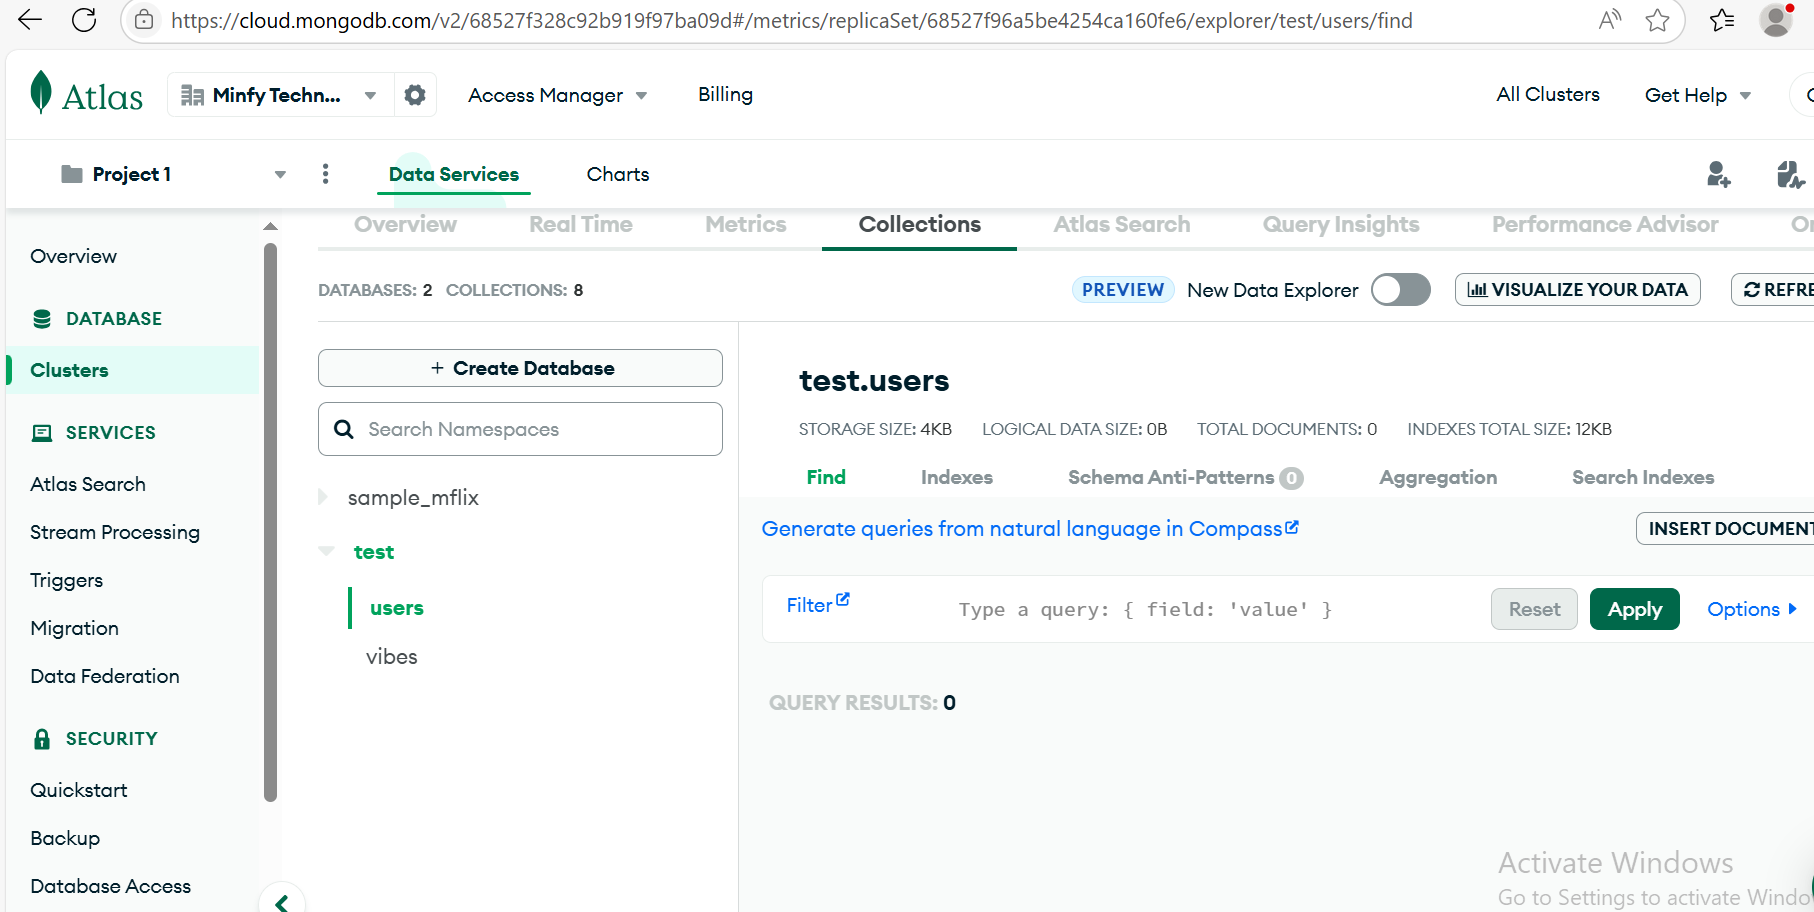 https://cloud.mongodb.com/v2/68527f328c92b919f97ba09d#/metrics/replicaSet/68527f96a5be4254ca160fe6/explorer/test/users/find
Atlas Minfy Techn... Access Manager Billing All Clusters Get Help
Project 1 Data Services Charts
Overview Real Time Metrics Collections Atlas Search Query Insights Performance Advisor
DATABASES: 2 COLLECTIONS: 8 PREVIEW New Data Explorer VISUALIZE YOUR DATA REFRE
Overview
DATABASE
Clusters
SERVICES
Atlas Search
Stream Processing
Triggers
Migration
Data Federation
SECURITY
Quickstart
Backup
Database Access
+ Create Database
Search Namespaces
sample_mflix
test
users
vibes
test.users
STORAGE SIZE: 4KB LOGICAL DATA SIZE: 0B TOTAL DOCUMENTS: 0 INDEXES TOTAL SIZE: 12KB
Find Indexes Schema Anti-Patterns 0 Aggregation Search Indexes
Generate queries from natural language in Compass
INSERT DOCUMENT
Filter Type a query: { field: 'value' } Reset Apply Options
QUERY RESULTS: 0
Activate Windows
Go to Settings to activate Windo